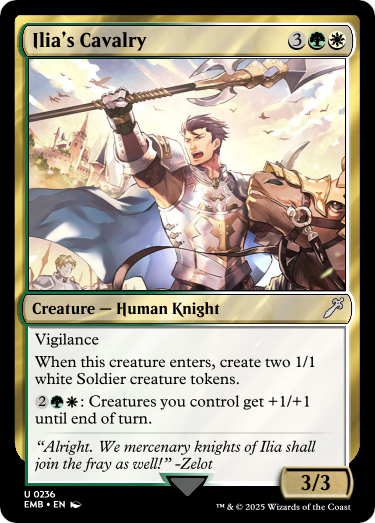 Ilia's Cavalry 3
Creature — Human Knight
Vigilance
When this creature enters, create two 1/1
white Soldier creature tokens.
2: Creatures you control get +1/+1
until end of turn.
“Alright. We mercenary knights of Ilia shall
join the fray as well!” -Zelot
3/3
U 0236
EMB • EN
™ & © 2025 Wizards of the Coast